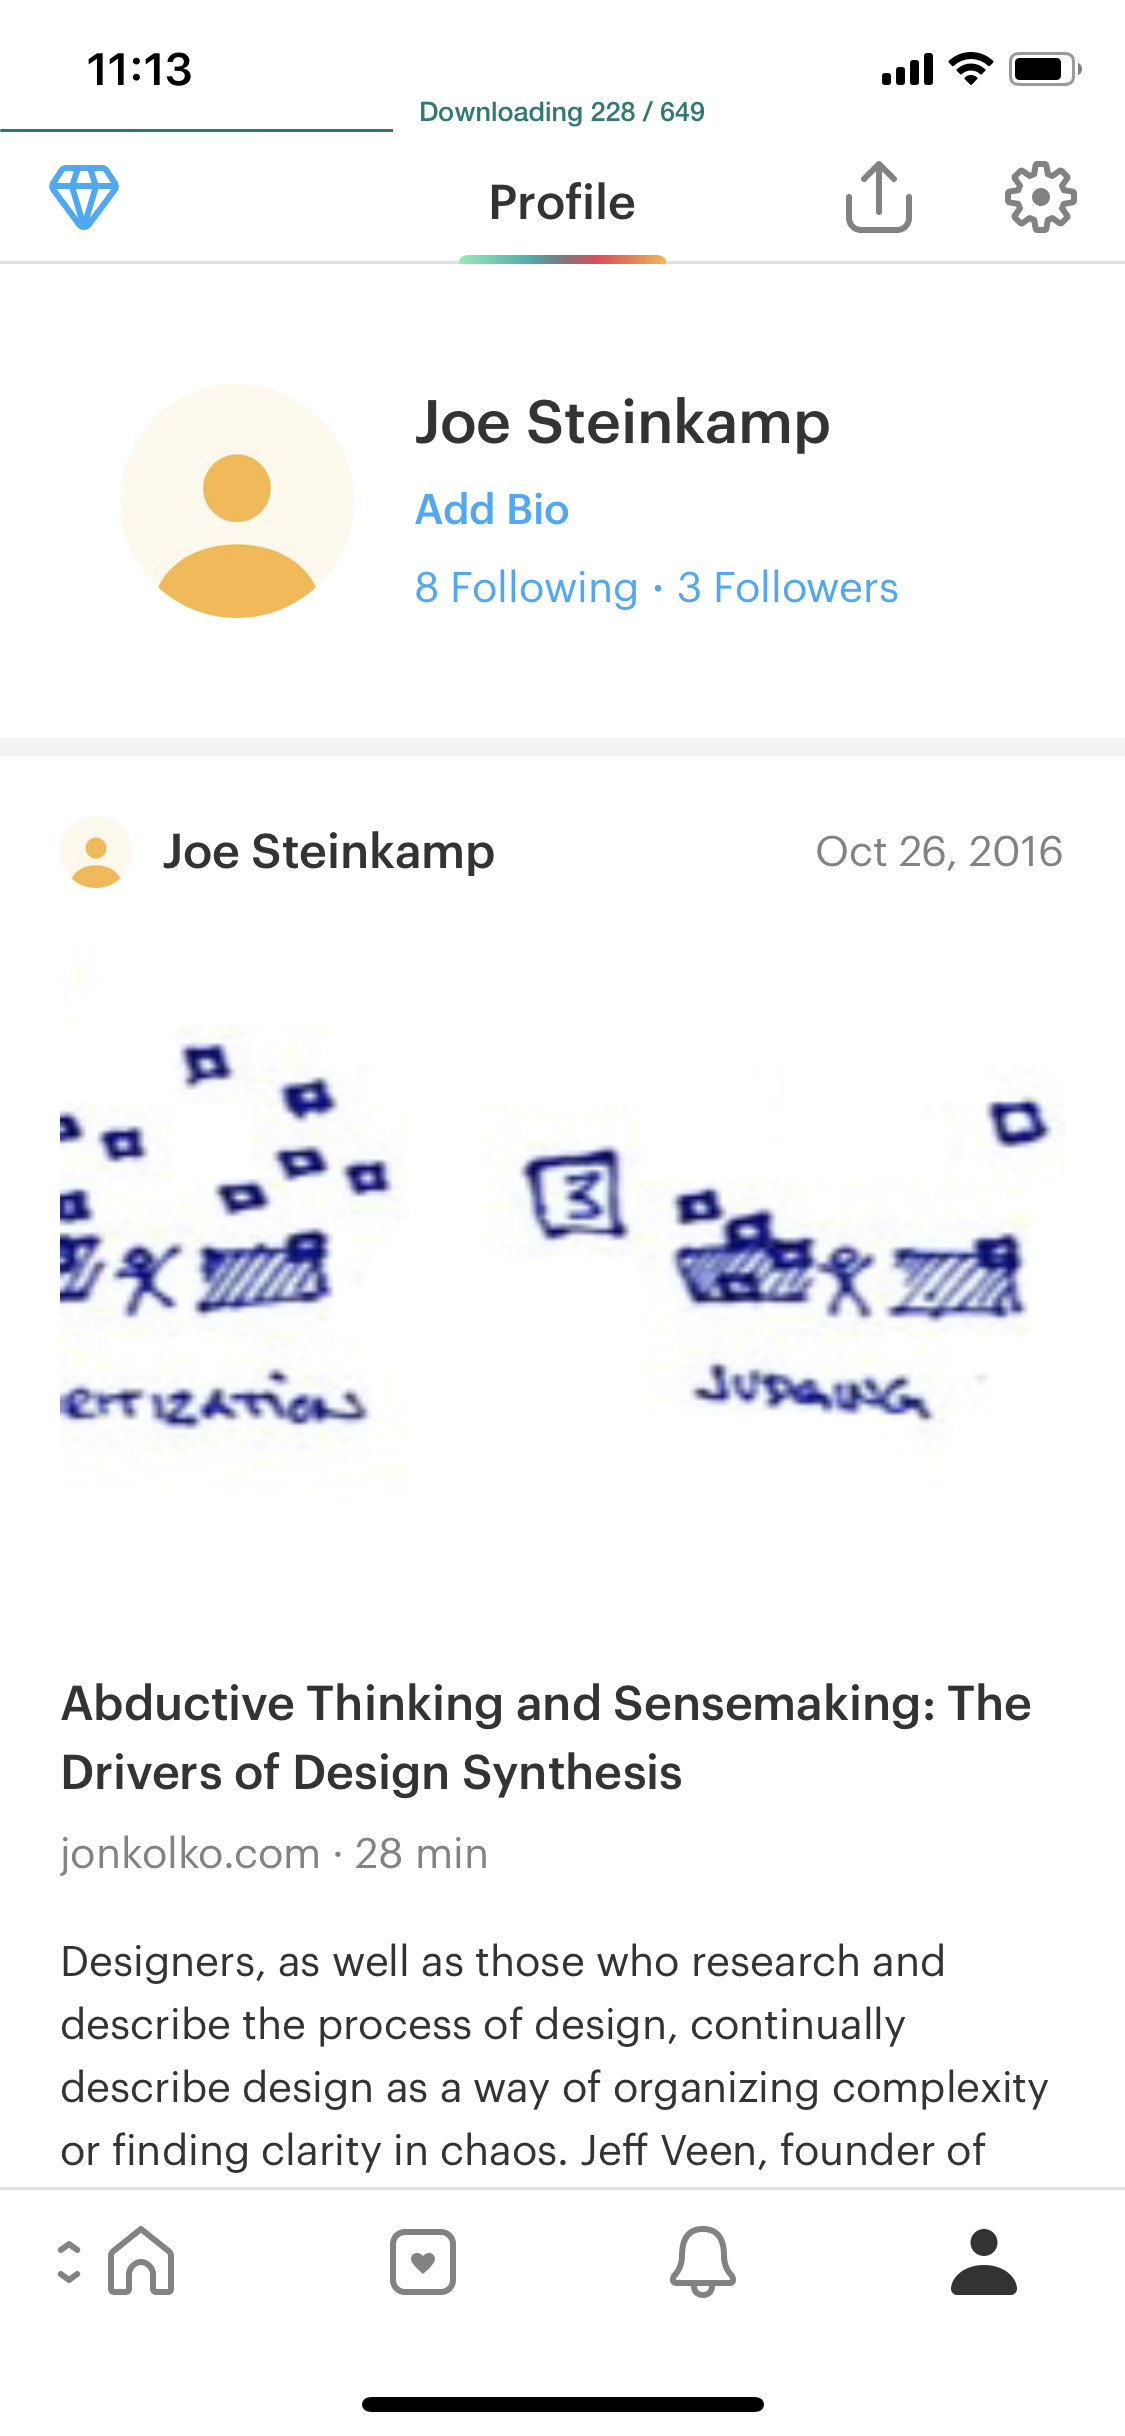 11:13
Downloading 228 / 649
Profile
Joe Steinkamp
Add Bio
8 Following · 3 Followers
Joe Steinkamp
Oct 26, 2016
3
JUDGING
Abductive Thinking and Sensemaking: The
Drivers of Design Synthesis
jonkolko.com · 28 min
Designers, as well as those who research and
describe the process of design, continually
describe design as a way of organizing complexity
or finding clarity in chaos. Jeff Veen, founder of